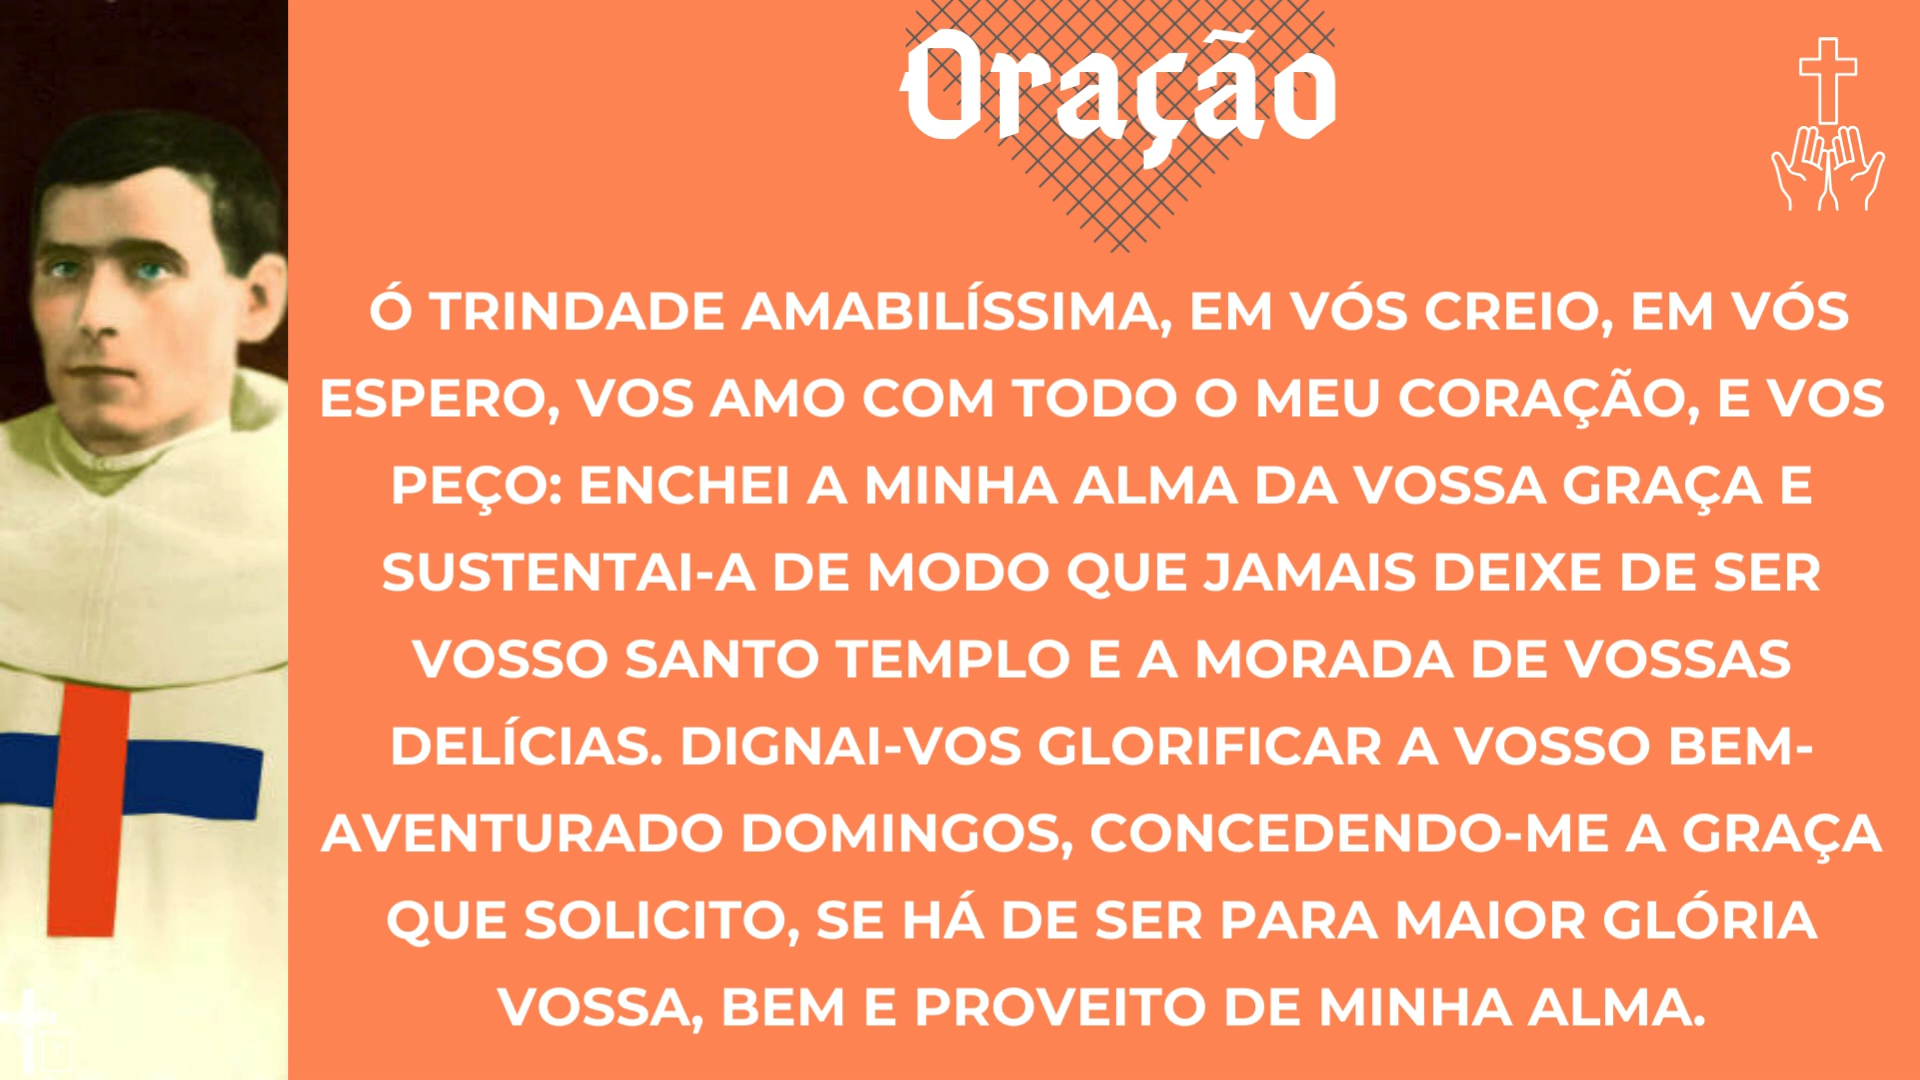 Oração
Ó TRINDADE AMABILÍSSIMA, EM VÓS CREIO, EM VÓS
ESPERO, VOS AMO COM TODO O MEU CORAÇÃO, E VOS
PEÇO: ENCHEI A MINHA ALMA DA VOSSA GRAÇA E
SUSTENTAI-A DE MODO QUE JAMAIS DEIXE DE SER
VOSSO SANTO TEMPLO E A MORADA DE VOSSAS
DELÍCIAS. DIGNAI-VOS GLORIFICAR A VOSSO BEM-
AVENTURADO DOMINGOS, CONCEDENDO-ME A GRAÇA
QUE SOLICITO, SE HÁ DE SER PARA MAIOR GLÓRIA
VOSSA, BEM E PROVEITO DE MINHA ALMA.